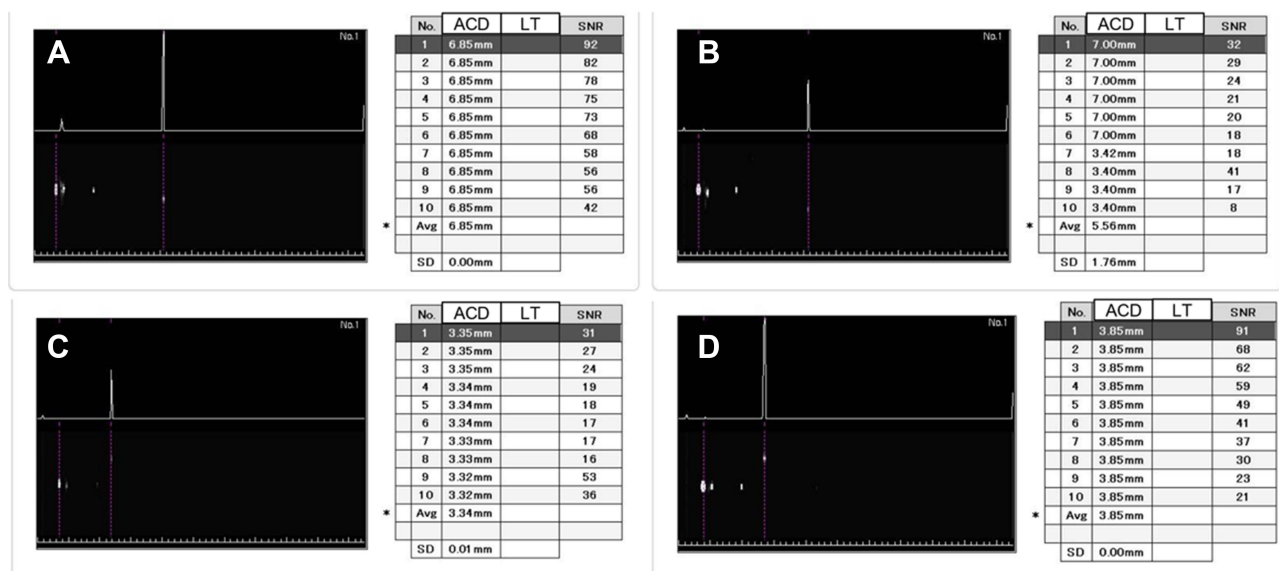 A
No.1
No. ACD LT SNR
1 6.85mm 92
2 6.85mm 82
3 6.85mm 78
4 6.85mm 75
5 6.85mm 73
6 6.85mm 68
7 6.85mm 58
8 6.85mm 56
9 6.85mm 56
10 6.85mm 42
* Avg 6.85mm
SD 0.00mm
B
No.1
No. ACD LT SNR
1 7.00mm 32
2 7.00mm 29
3 7.00mm 24
4 7.00mm 21
5 7.00mm 20
6 7.00mm 18
7 3.42mm 18
8 3.40mm 41
9 3.40mm 17
10 3.40mm 8
* Avg 5.56mm
SD 1.76mm
C
No.1
No. ACD LT SNR
1 3.35mm 31
2 3.35mm 27
3 3.35mm 24
4 3.34mm 19
5 3.34mm 18
6 3.34mm 17
7 3.33mm 17
8 3.33mm 16
9 3.32mm 53
10 3.32mm 36
* Avg 3.34mm
SD 0.01mm
D
No.1
No. ACD LT SNR
1 3.85mm 91
2 3.85mm 68
3 3.85mm 62
4 3.85mm 59
5 3.85mm 49
6 3.85mm 41
7 3.85mm 37
8 3.85mm 30
9 3.85mm 23
10 3.85mm 21
* Avg 3.85mm
SD 0.00mm